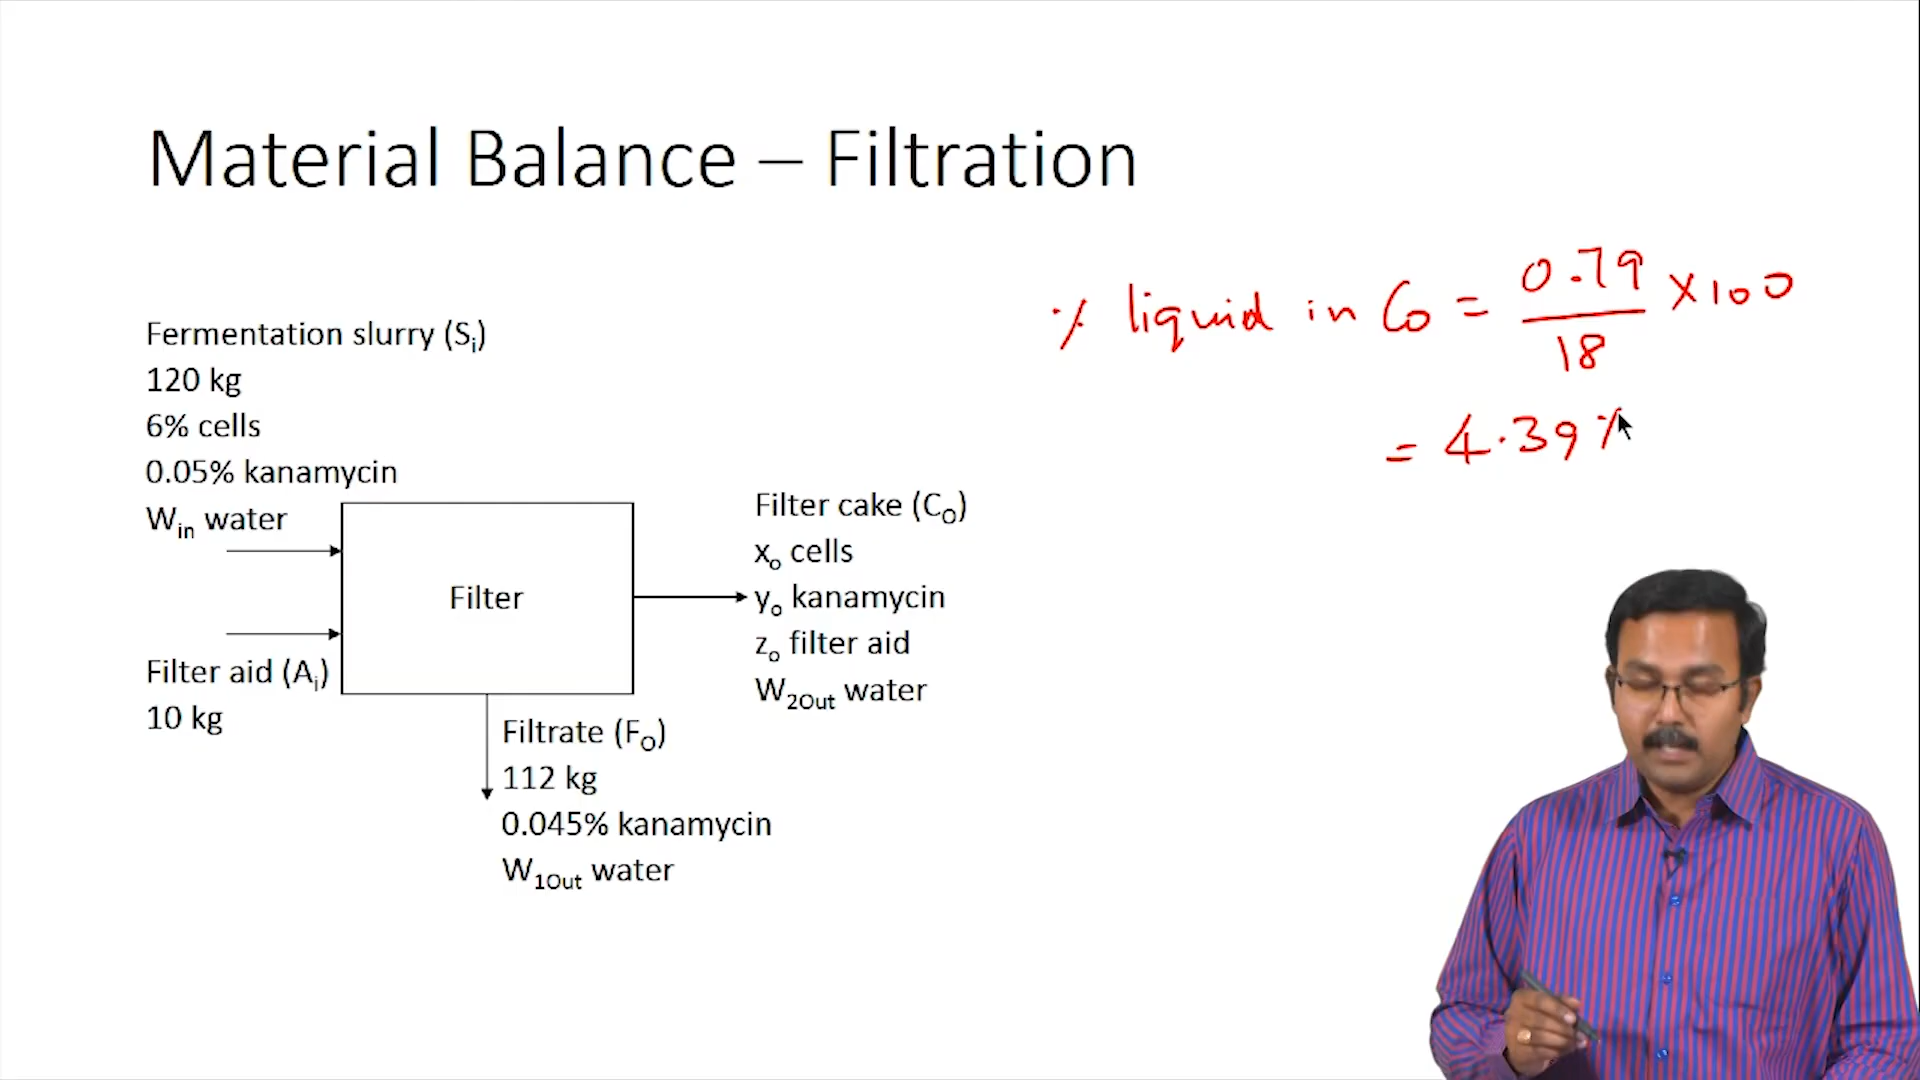 Material Balance – Filtration
% liquid in Co = 0.79 / 18 × 100
= 4.39 %
Fermentation slurry (Si)
120 kg
6% cells
0.05% kanamycin
Win water
Filter
Filter aid (Ai)
10 kg
Filter cake (CO)
xo cells
yo kanamycin
zo filter aid
W2Out water
Filtrate (FO)
112 kg
0.045% kanamycin
W1Out water